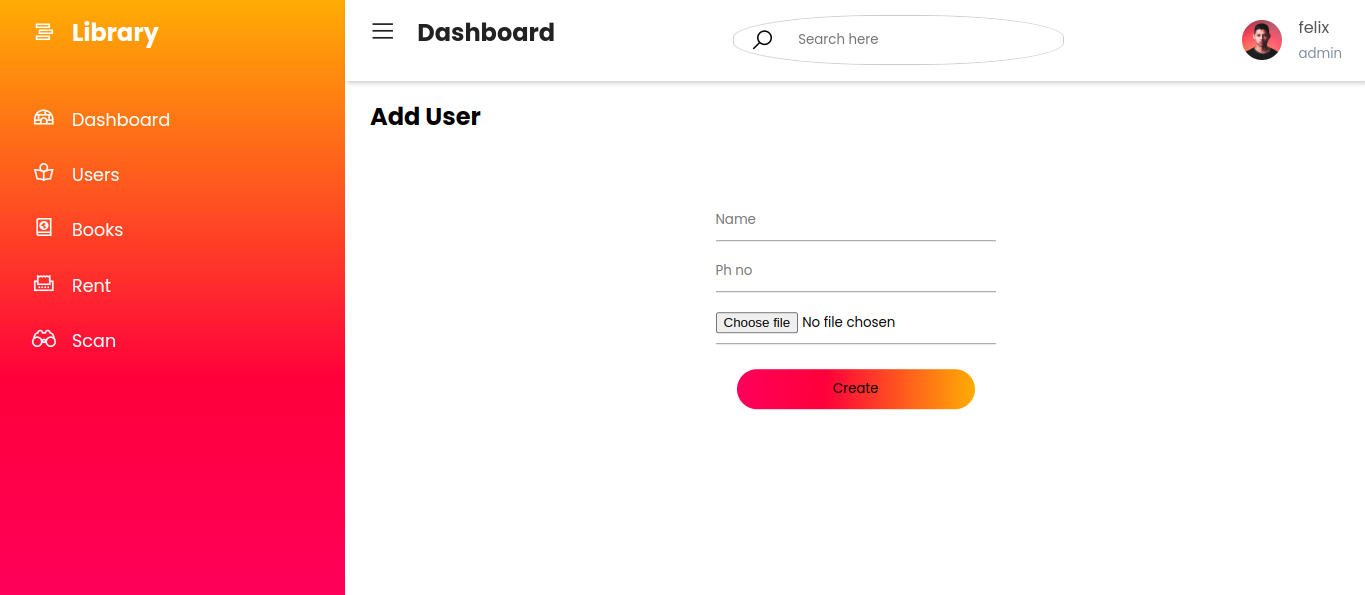 Library
Dashboard
Users
Books
Rent
Scan
Dashboard
Search here
felix
admin
Add User
Name
Ph no
Choose file No file chosen
Create